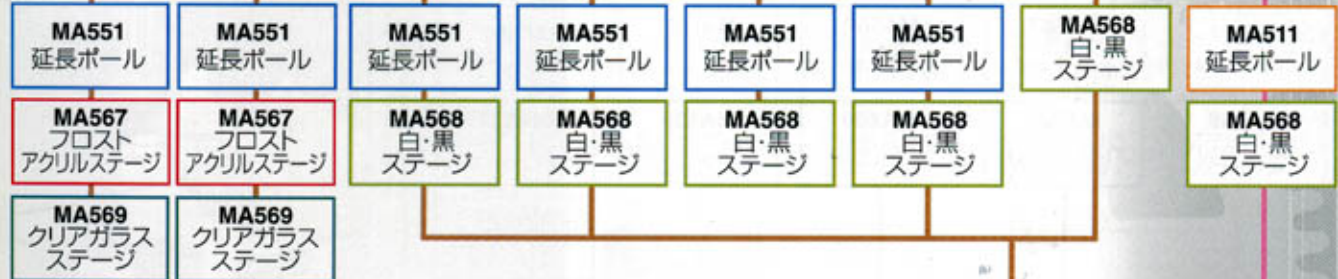 MA551
延長ポール
MA551
延長ポール
MA551
延長ポール
MA551
延長ポール
MA551
延長ポール
MA551
延長ポール
MA568
白・黒
ステージ
MA511
延長ポール
MA567
フロスト
アクリルステージ
MA567
フロスト
アクリルステージ
MA568
白・黒
ステージ
MA568
白・黒
ステージ
MA568
白・黒
ステージ
MA568
白・黒
ステージ
MA568
白・黒
ステージ
MA569
クリアガラス
ステージ
MA569
クリアガラス
ステージ